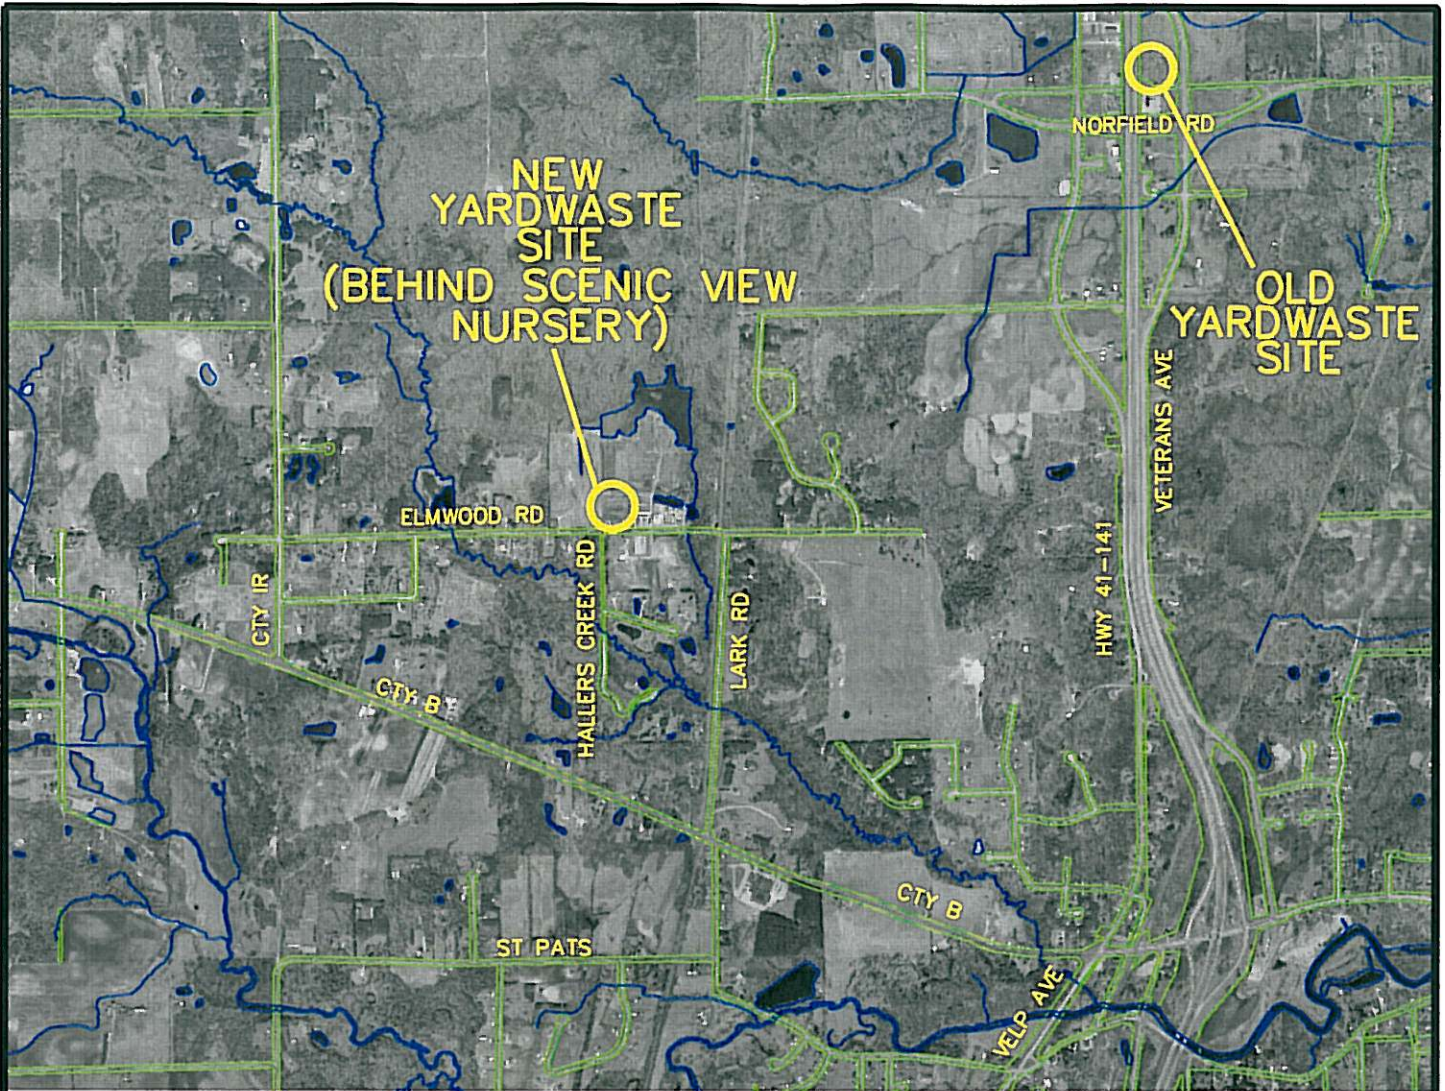 NORFIELD RD
NEW
YARDWASTE
SITE
(BEHIND SCENIC VIEW
NURSERY)
OLD
YARDWASTE
SITE
VETERANS AVE
ELMWOOD RD
HWY 41-141
CTY IR
HALLERS CREEK RD
LARK RD
CTY B
CTY B
ST PATS
VELP AVE